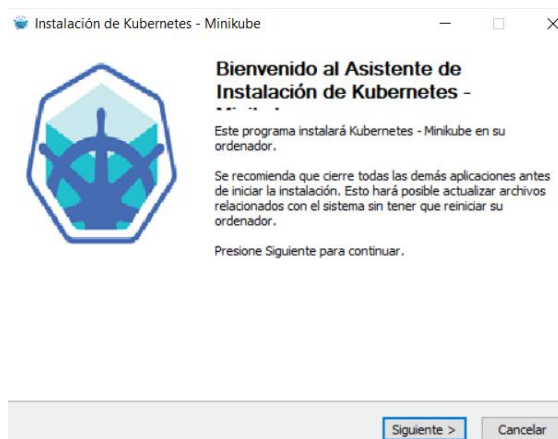 Instalación de Kubernetes - Minikube
Bienvenido al Asistente de
Instalación de Kubernetes -
Este programa instalará Kubernetes - Minikube en su
ordenador.
Se recomienda que cierre todas las demás aplicaciones antes
de iniciar la instalación. Esto hará posible actualizar archivos
relacionados con el sistema sin tener que reiniciar su
ordenador.
Presione Siguiente para continuar.
Siguiente >
Cancelar